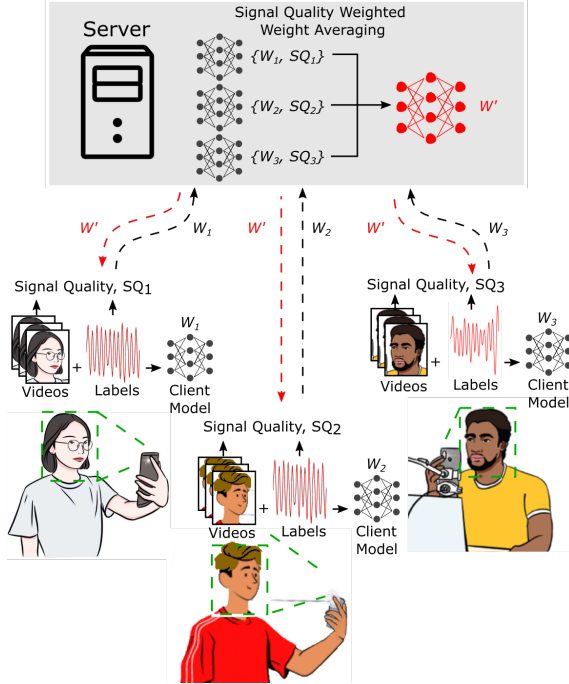 Signal Quality Weighted
Weight Averaging
Server
{W1, SQ1}
{W2, SQ2}
{W3, SQ3}
W'
W'
W1
W'
W2
W'
W3
Signal Quality, SQ1
W1
Videos + Labels
Client
Model
Signal Quality, SQ3
W3
Videos + Labels
Client
Model
Signal Quality, SQ2
W2
Videos + Labels
Client
Model